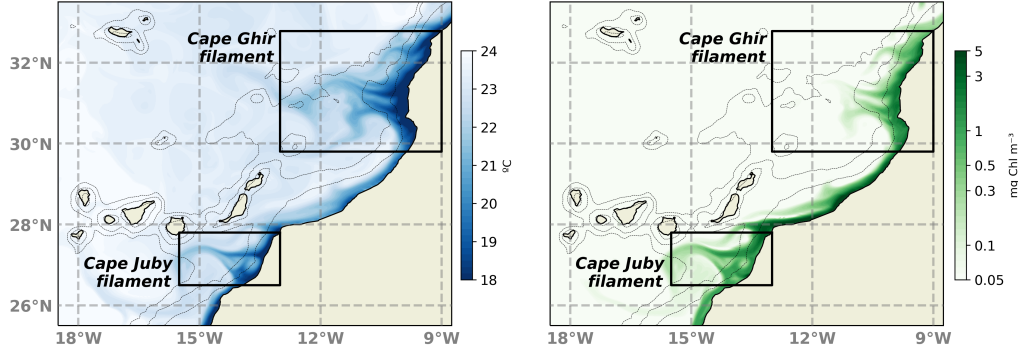 Cape Ghir
filament
Cape Juby
filament
32°N
30°N
28°N
26°N
18°W
15°W
12°W
9°W
24
23
22
21
20
19
18
ºC
Cape Ghir
filament
Cape Juby
filament
18°W
15°W
12°W
9°W
5
3
1
0.5
0.3
0.1
0.05
mg Chl m⁻³